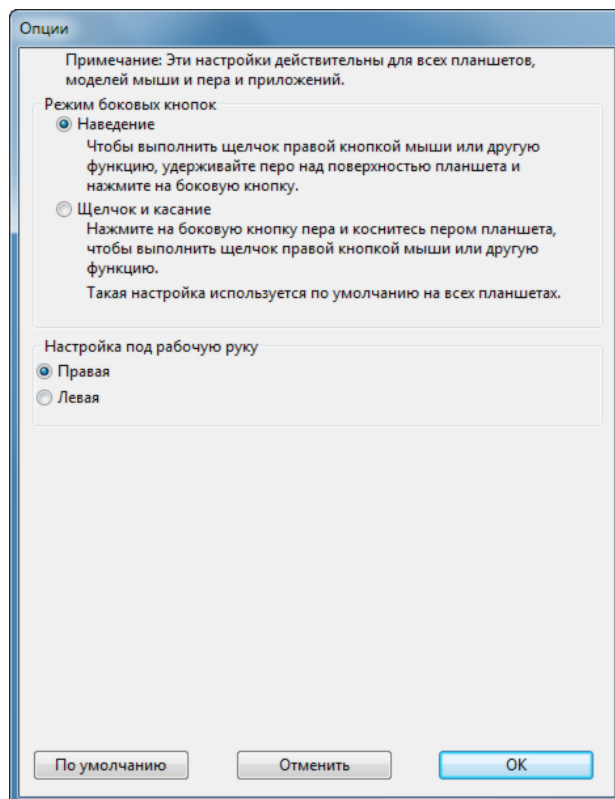 Опции
Примечание: Эти настройки действительны для всех планшетов,
моделей мыши и пера и приложений.
Режим боковых кнопок
Наведение
Чтобы выполнить щелчок правой кнопкой мыши или другую
функцию, удерживайте перо над поверхностью планшета и
нажмите на боковую кнопку.
Щелчок и касание
Нажмите на боковую кнопку пера и коснитесь пером планшета,
чтобы выполнить щелчок правой кнопкой мыши или другую
функцию.
Такая настройка используется по умолчанию на всех планшетах.
Настройка под рабочую руку
Правая
Левая
По умолчанию
Отменить
OK